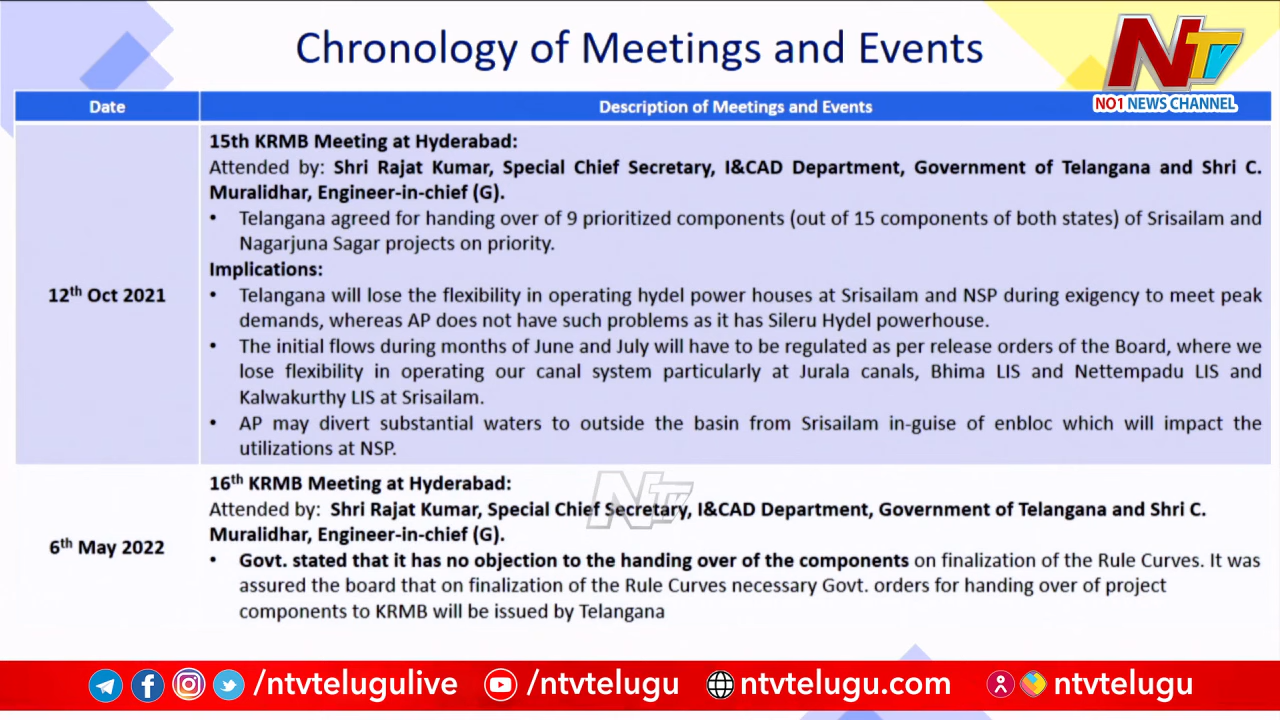 Chronology of Meetings and Events
NTV
NO1 NEWS CHANNEL
Date
Description of Meetings and Events
12th Oct 2021
15th KRMB Meeting at Hyderabad:
Attended by: Shri Rajat Kumar, Special Chief Secretary, I&CAD Department, Government of Telangana and Shri C.
Muralidhar, Engineer-in-chief (G).
• Telangana agreed for handing over of 9 prioritized components (out of 15 components of both states) of Srisailam and
Nagarjuna Sagar projects on priority.
Implications:
• Telangana will lose the flexibility in operating hydel power houses at Srisailam and NSP during exigency to meet peak
demands, whereas AP does not have such problems as it has Sileru Hydel powerhouse.
• The initial flows during months of June and July will have to be regulated as per release orders of the Board, where we
lose flexibility in operating our canal system particularly at Jurala canals, Bhima LIS and Nettempadu LIS and
Kalwakurthy LIS at Srisailam.
• AP may divert substantial waters to outside the basin from Srisailam in-guise of enbloc which will impact the
utilizations at NSP.
6th May 2022
16th KRMB Meeting at Hyderabad:
Attended by: Shri Rajat Kumar, Special Chief Secretary, I&CAD Department, Government of Telangana and Shri C.
Muralidhar, Engineer-in-chief (G).
• Govt. stated that it has no objection to the handing over of the components on finalization of the Rule Curves. It was
assured the board that on finalization of the Rule Curves necessary Govt. orders for handing over of project
components to KRMB will be issued by Telangana
NTV
/ntvtelugulive
/ntvtelugu
ntvtelugu.com
ntvtelugu